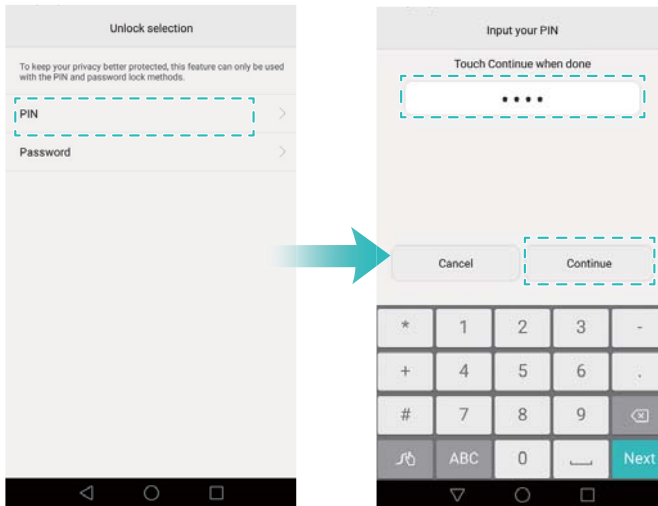 Unlock selection
To keep your privacy better protected, this feature can only be used
with the PIN and password lock methods.
PIN
Password
Input your PIN
Touch Continue when done
••••
Cancel
Continue
* 1 2 3 -
+ 4 5 6 .
# 7 8 9
ABC 0 Next